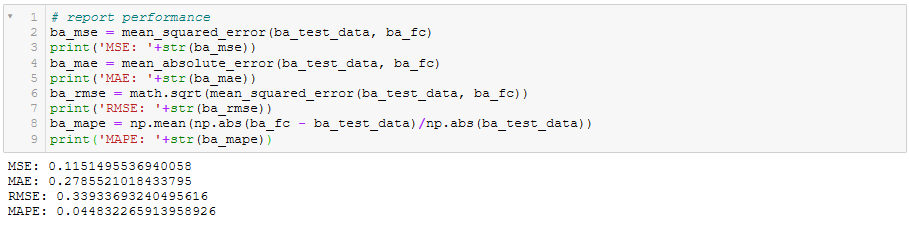 1 # report performance
2 ba_mse = mean_squared_error(ba_test_data, ba_fc)
3 print('MSE: '+str(ba_mse))
4 ba_mae = mean_absolute_error(ba_test_data, ba_fc)
5 print('MAE: '+str(ba_mae))
6 ba_rmse = math.sqrt(mean_squared_error(ba_test_data, ba_fc))
7 print('RMSE: '+str(ba_rmse))
8 ba_mape = np.mean(np.abs(ba_fc - ba_test_data)/np.abs(ba_test_data))
9 print('MAPE: '+str(ba_mape))
MSE: 0.1151495536940058
MAE: 0.2785521018433795
RMSE: 0.33933693240495616
MAPE: 0.044832265913958926